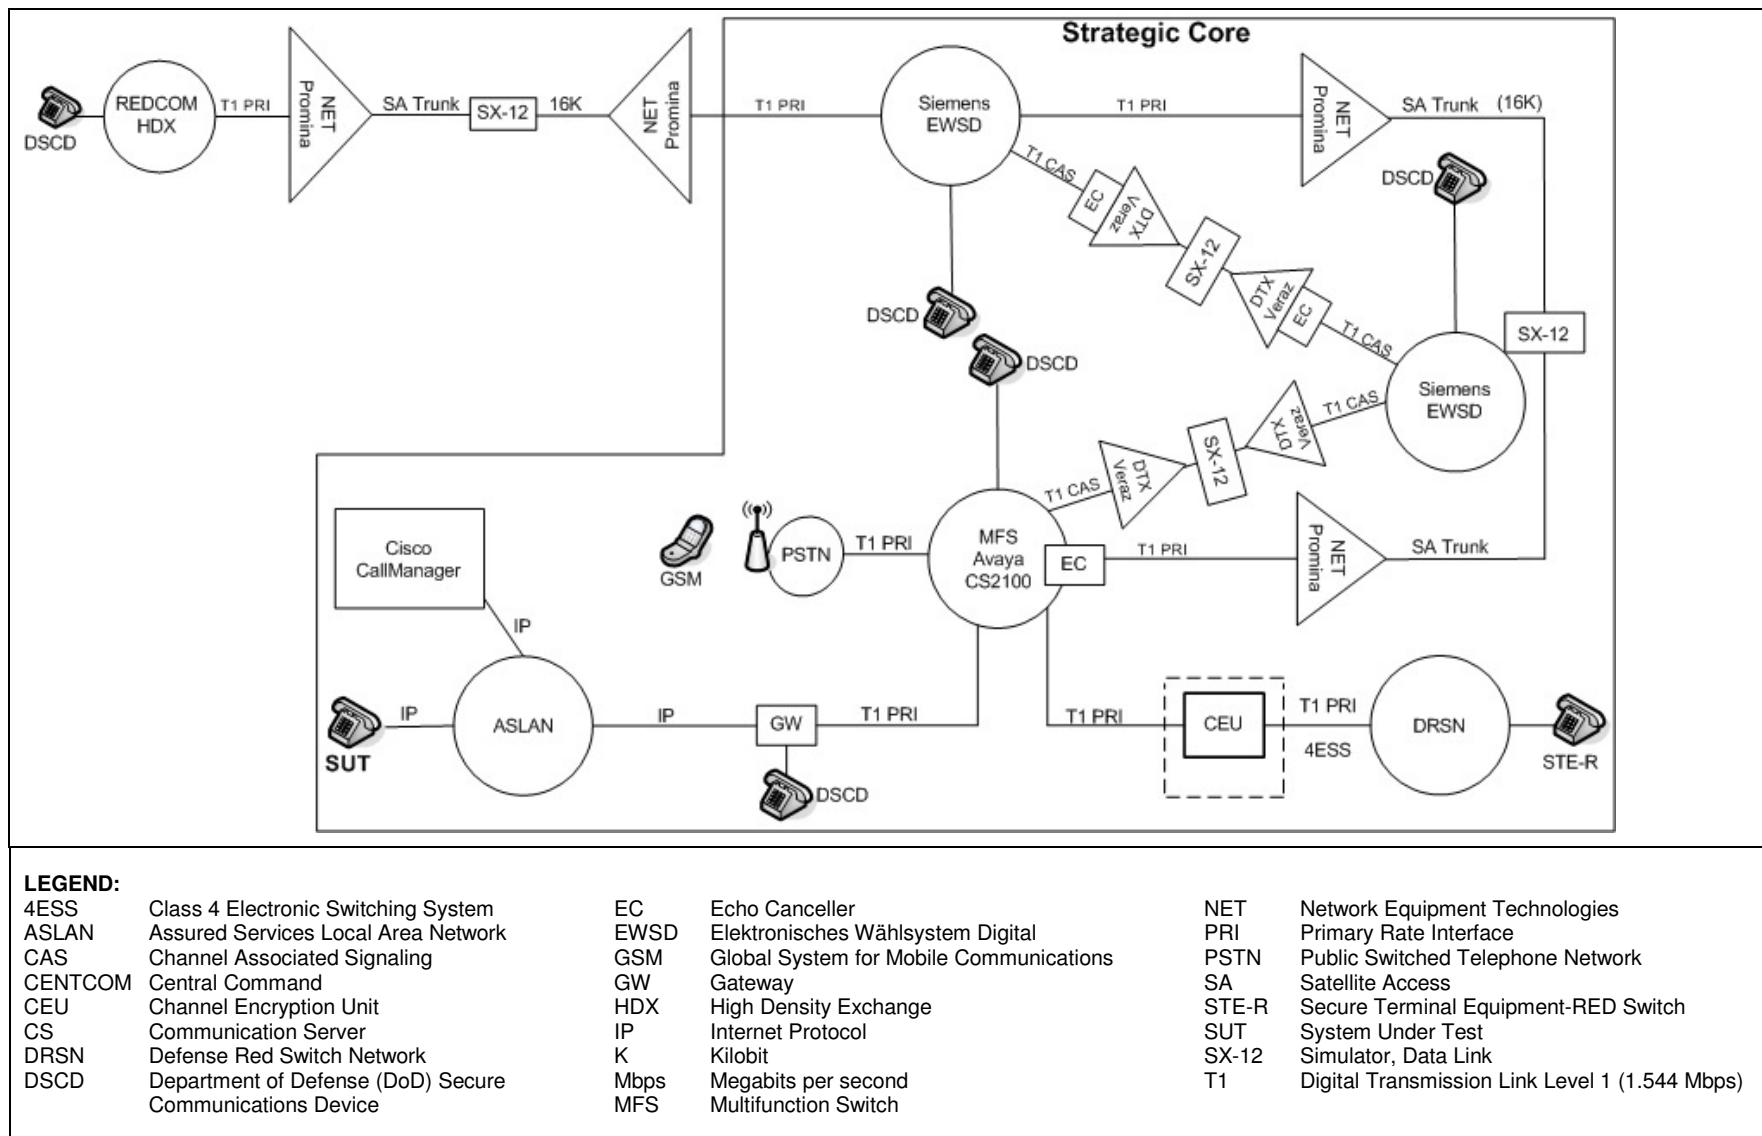 Strategic Core
DSCD
REDCOM
HDX
T1 PRI
NET
Promina
SA Trunk
SX-12
16K
NET
Promina
T1 PRI
Siemens
EWSD
T1 PRI
NET
Promina
SA Trunk (16K)
DSCD
T1 CAS
EC
DTX
Veraz
SX-12
DTX
Veraz
EC
T1 CAS
SX-12
DSCD
DSCD
Siemens
EWSD
T1 CAS
DTX
Veraz
SX-12
DTX
Veraz
T1 CAS
Cisco
CallManager
GSM
((•))
PSTN
T1 PRI
MFS
Avaya
CS2100
EC
T1 PRI
NET
Promina
SA Trunk
IP
SUT
IP
ASLAN
IP
GW
T1 PRI
DSCD
T1 PRI
CEU
T1 PRI
4ESS
DRSN
STE-R
LEGEND:
4ESS Class 4 Electronic Switching System
ASLAN Assured Services Local Area Network
CAS Channel Associated Signaling
CENTCOM Central Command
CEU Channel Encryption Unit
CS Communication Server
DRSN Defense Red Switch Network
DSCD Department of Defense (DoD) Secure
Communications Device
EC Echo Canceller
EWSD Elektronisches Wählsystem Digital
GSM Global System for Mobile Communications
GW Gateway
HDX High Density Exchange
IP Internet Protocol
K Kilobit
Mbps Megabits per second
MFS Multifunction Switch
NET Network Equipment Technologies
PRI Primary Rate Interface
PSTN Public Switched Telephone Network
SA Satellite Access
STE-R Secure Terminal Equipment-RED Switch
SUT System Under Test
SX-12 Simulator, Data Link
T1 Digital Transmission Link Level 1 (1.544 Mbps)